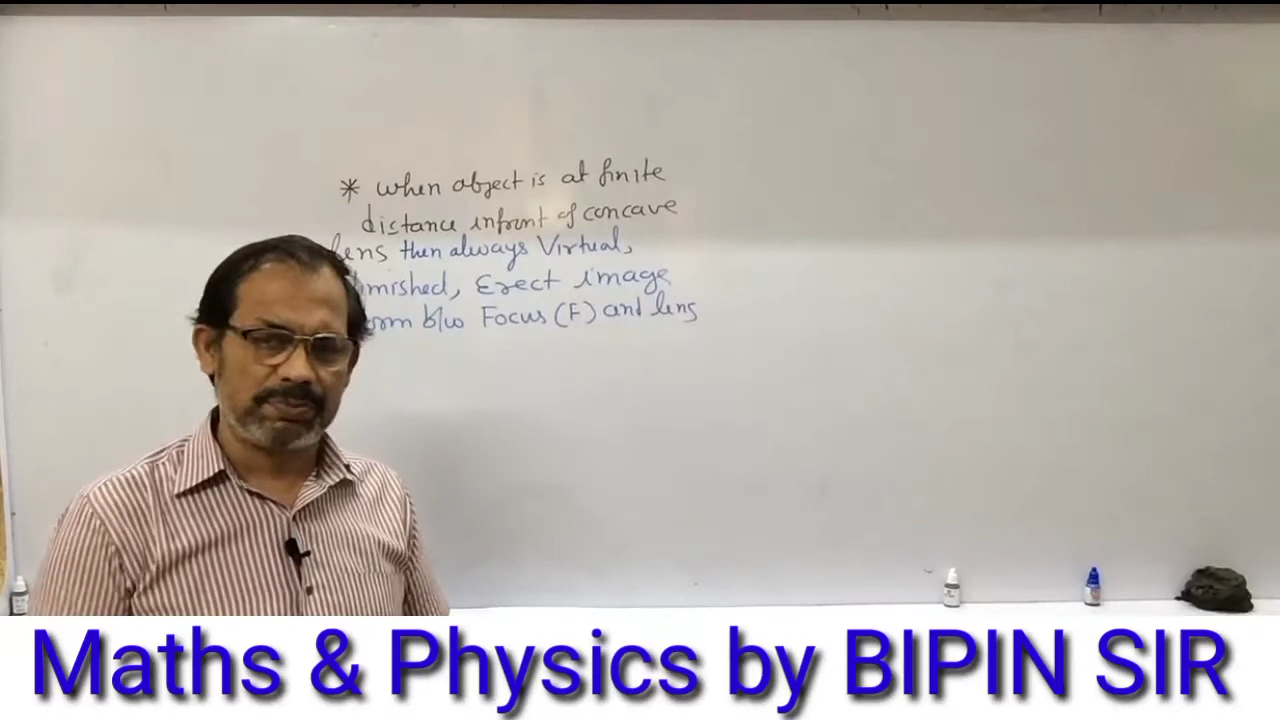 * when object is at finite
distance infront of concave
lens then always Virtual,
mished, Erect image
b/w Focus (F) and lens
Maths & Physics by BIPIN SIR